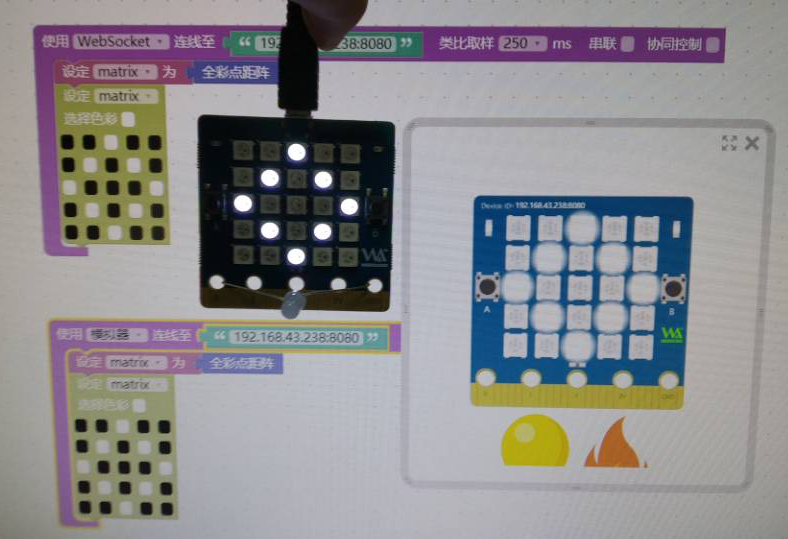 使用 WebSocket 连线至 “ 192 .238:8080 ” 类比取样 250 ms 串联 协同控制
设定 matrix 为 全彩点距阵
设定 matrix
选择色彩
Device ID: 192.168.43.238:8080
A
B
使用 模拟器 连线至 “ 192.168.43.238:8080 ”
设定 matrix 为 全彩点距阵
设定 matrix
选择色彩